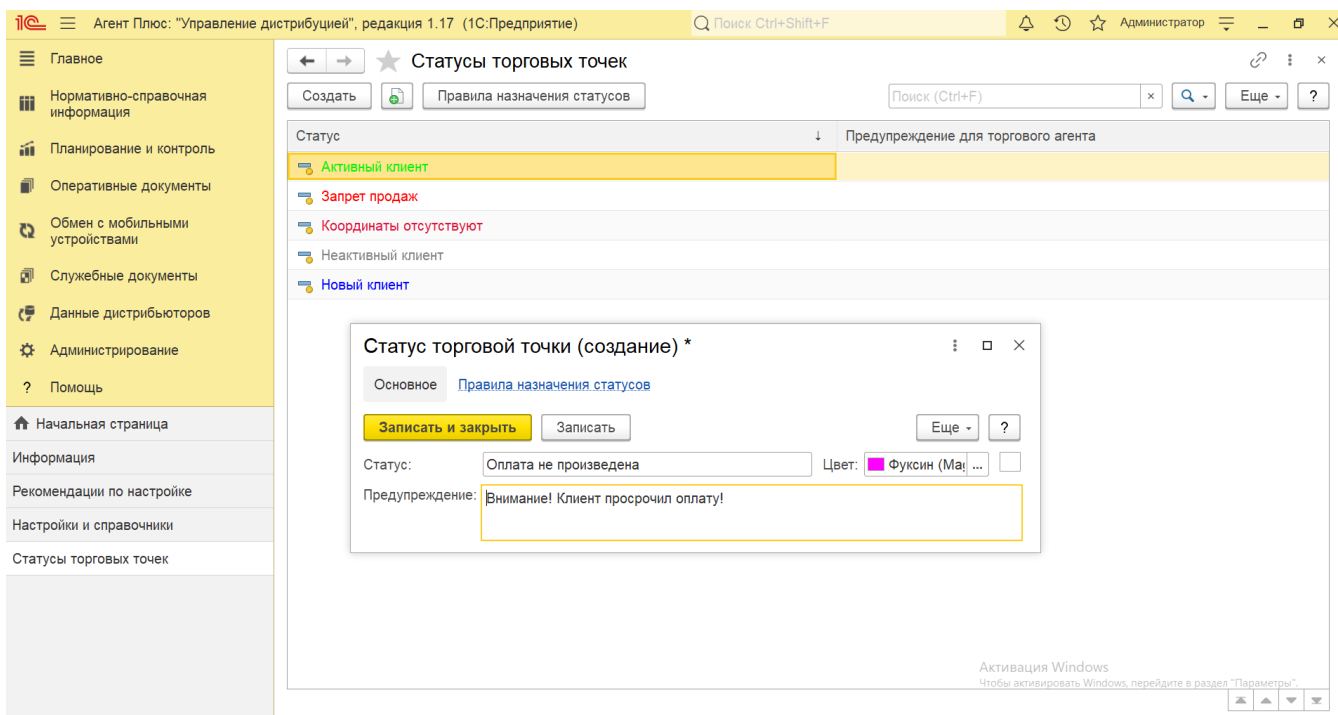 1С Агент Плюс: "Управление дистрибуцией", редакция 1.17 (1С:Предприятие) Поиск Ctrl+Shift+F Администратор
Главное
Нормативно-справочная
информация
Планирование и контроль
Оперативные документы
Обмен с мобильными
устройствами
Служебные документы
Данные дистрибьюторов
Администрирование
? Помощь
Начальная страница
Информация
Рекомендации по настройке
Настройки и справочники
Статусы торговых точек
Статусы торговых точек
Создать Правила назначения статусов Поиск (Ctrl+F) × Еще ?
Статус ↓ Предупреждение для торгового агента
Активный клиент
Запрет продаж
Координаты отсутствуют
Неактивный клиент
Новый клиент
Статус торговой точки (создание) *
Основное Правила назначения статусов
Записать и закрыть Записать Еще ?
Статус: Оплата не произведена Цвет: Фуксин (Mag ...
Предупреждение: Внимание! Клиент просрочил оплату!
Активация Windows
Чтобы активировать Windows, перейдите в раздел "Параметры".